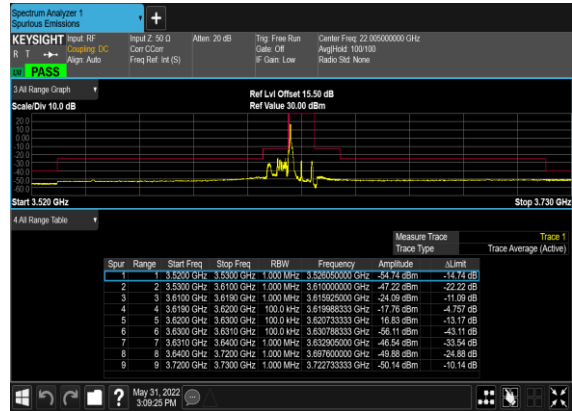 Spectrum Analyzer 1
Spurious Emissions
KEYSIGHT Input: RF Input Z: 50 Ω Atten: 20 dB Trig: Free Run Center Freq: 22.005000000 GHz
R T Coupling: DC Corr CCorr Gate: Off Avg|Hold: 100/100
Align: Auto Freq Ref: Int (S) IF Gain: Low Radio Std: None
PASS
3 All Range Graph
Ref Lvl Offset 15.50 dB
Scale/Div 10.0 dB Ref Value 30.00 dBm
20.0
10.0
0.00
-10.0
-20.0
-30.0
-40.0
-50.0
-60.0
Start 3.520 GHz Stop 3.730 GHz
4 All Range Table
Measure Trace Trace 1
Trace Type Trace Average (Active)
Spur Range Start Freq Stop Freq RBW Frequency Amplitude ΔLimit
1 1 3.5200 GHz 3.5300 GHz 1.000 MHz 3.526050000 GHz -54.74 dBm -14.74 dB
2 2 3.5300 GHz 3.6100 GHz 1.000 MHz 3.610000000 GHz -47.22 dBm -22.22 dB
3 3 3.6100 GHz 3.6190 GHz 1.000 MHz 3.615925000 GHz -24.09 dBm -11.09 dB
4 4 3.6190 GHz 3.6200 GHz 100.0 kHz 3.619988333 GHz -17.76 dBm -4.757 dB
5 5 3.6200 GHz 3.6300 GHz 100.0 kHz 3.620733333 GHz 16.83 dBm -13.17 dB
6 6 3.6300 GHz 3.6310 GHz 100.0 kHz 3.630788333 GHz -56.11 dBm -43.11 dB
7 7 3.6310 GHz 3.6400 GHz 1.000 MHz 3.632905000 GHz -46.54 dBm -33.54 dB
8 8 3.6400 GHz 3.7200 GHz 1.000 MHz 3.697600000 GHz -49.88 dBm -24.88 dB
9 9 3.7200 GHz 3.7300 GHz 1.000 MHz 3.722733333 GHz -50.14 dBm -10.14 dB
May 31, 2022
3:09:25 PM